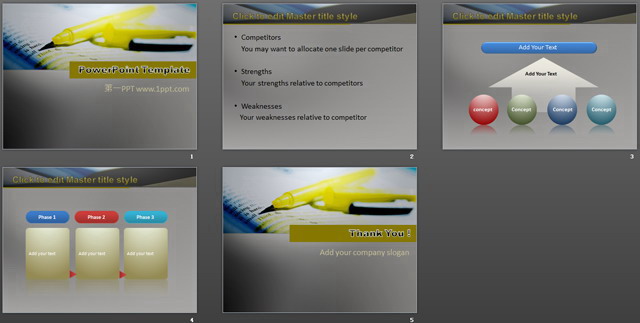 PowerPoint Template
第一PPT www.1ppt.com
1
Click to edit Master title style
• Competitors
You may want to allocate one slide per competitor
• Strengths
Your strengths relative to competitors
• Weaknesses
Your weaknesses relative to competitor
2
Click to edit Master title style
Add Your Text
Add Your Text
concept Concept Concept Concept
3
Click to edit Master title style
Phase 1 Phase 2 Phase 3
Add your text Add your text Add your text
4
Thank You !
Add your company slogan
5